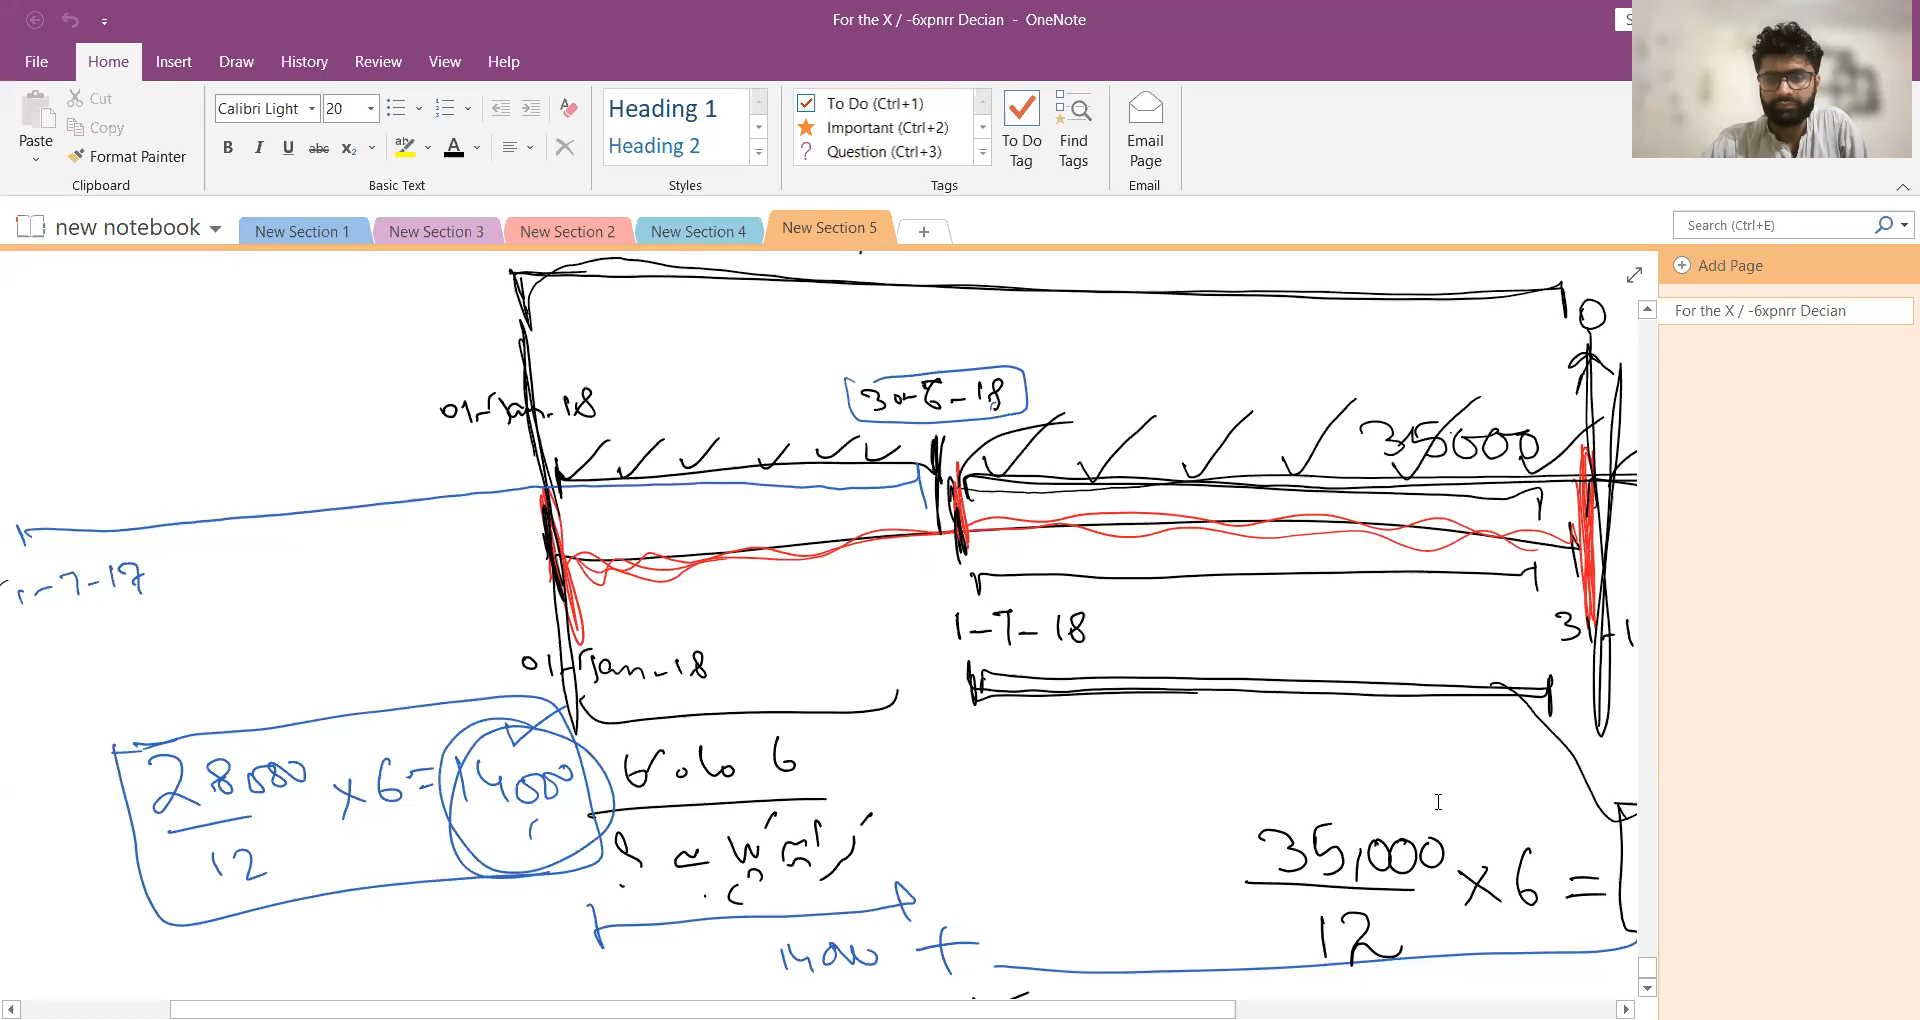 For the X / -6xpnrr Decian - OneNote
File Home Insert Draw History Review View Help
Paste
Cut
Copy
Format Painter
Clipboard
Calibri Light 20
B I U abc X₂ A
Basic Text
Heading 1
Heading 2
Styles
To Do (Ctrl+1)
Important (Ctrl+2)
Question (Ctrl+3)
Tags
To Do Tag
Find Tags
Email Page
Email
new notebook
New Section 1 New Section 3 New Section 2 New Section 4 New Section 5
Search (Ctrl+E)
Add Page
For the X / -6xpnrr Decian
01-Jan-18
30-6-18
35000
1-7-17
1-7-18
01-Jan-18
28000
12
x 6 = 14000
6
35,000
12
x 6 =
14000 +